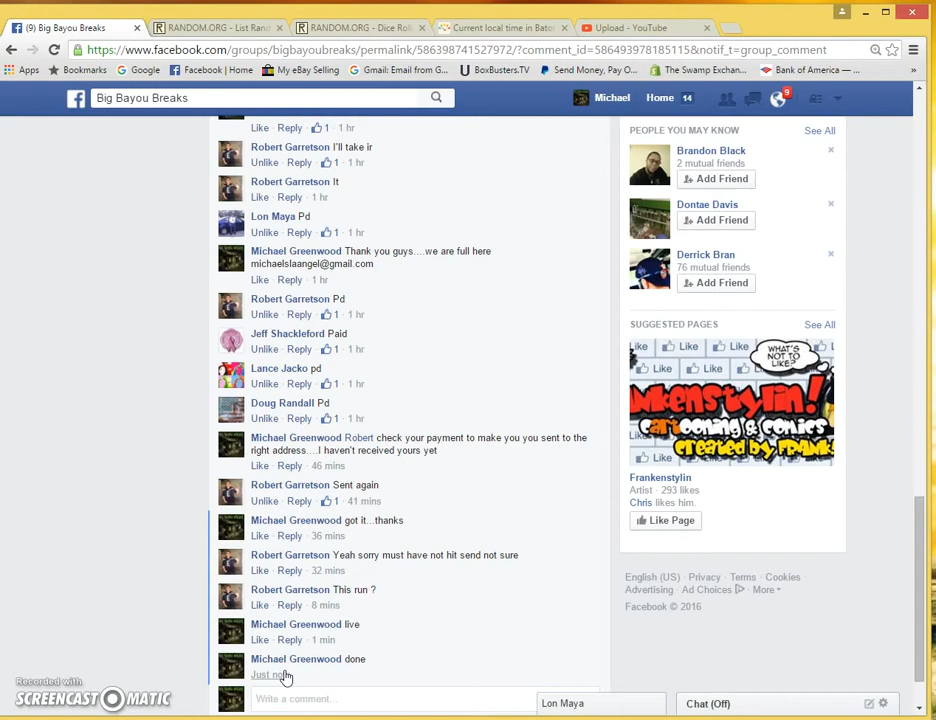 (9) Big Bayou Breaks
RANDOM.ORG - List Rand
RANDOM.ORG - Dice Rolle
Current local time in Bato
Upload - YouTube
https://www.facebook.com/groups/bigbayoubreaks/permalink/586398741527972/?comment_id=586493978185115&notif_t=group_comment
Apps Bookmarks Google Facebook | Home My eBay Selling Gmail: Email from G... BoxBusters.TV Send Money, Pay O... The Swamp Exchan... Bank of America — ... »
Big Bayou Breaks Michael Home 14 9
Like · Reply · 1 · 1 hr
Robert Garretson I'll take ir
Unlike · Reply · 1 · 1 hr
Robert Garretson It
Like · Reply · 1 hr
Lon Maya Pd
Unlike · Reply · 1 · 1 hr
Michael Greenwood Thank you guys....we are full here
michaelslaangel@gmail.com
Like · Reply · 1 hr
Robert Garretson Pd
Unlike · Reply · 1 · 1 hr
Jeff Shackleford Paid
Unlike · Reply · 1 · 1 hr
Lance Jacko pd
Unlike · Reply · 1 · 1 hr
Doug Randall Pd
Unlike · Reply · 1 · 1 hr
Michael Greenwood Robert check your payment to make you you sent to the
right address....I haven't received yours yet
Like · Reply · 46 mins
Robert Garretson Sent again
Unlike · Reply · 1 · 41 mins
Michael Greenwood got it...thanks
Like · Reply · 36 mins
Robert Garretson Yeah sorry must have not hit send not sure
Like · Reply · 32 mins
Robert Garretson This run ?
Like · Reply · 8 mins
Michael Greenwood live
Like · Reply · 1 min
Michael Greenwood done
Just
Write a comment...
PEOPLE YOU MAY KNOW See All
Brandon Black
2 mutual friends
Add Friend
Dontae Davis
Add Friend
Derrick Bran
76 mutual friends
Add Friend
SUGGESTED PAGES See All
Like Like Like Like
WHAT'S
NOT TO
LIKE?
Like
nkenstylin!
cartooning & comics
created by FRANK
Like
Frankenstylin
Artist · 293 likes
Chris likes him.
Like Page
English (US) · Privacy · Terms · Cookies ·
Advertising · Ad Choices · More
Facebook © 2016
Lon Maya
Chat (Off)
Recorded with
SCREENCAST-O-MATIC